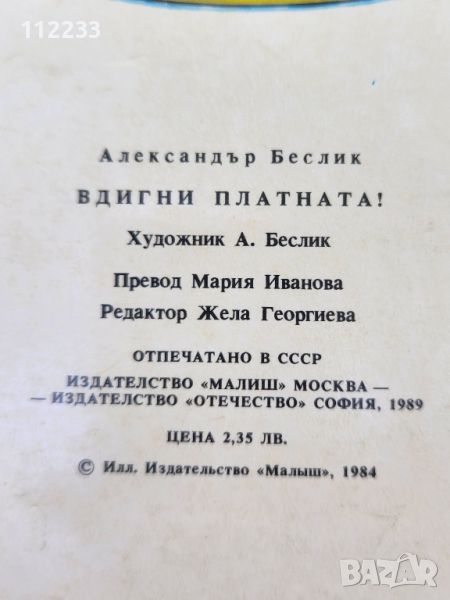 112233
Александър Беслик
ВДИГНИ ПЛАТНАТА!
Художник А. Беслик
Превод Мария Иванова
Редактор Жела Георгиева
ОТПЕЧАТАНО В СССР
ИЗДАТЕЛСТВО «МАЛИШ» МОСКВА —
— ИЗДАТЕЛСТВО «ОТЕЧЕСТВО» СОФИЯ, 1989
ЦЕНА 2,35 ЛВ.
© Илл. Издательство «Малыш», 1984
BAZAR.BG